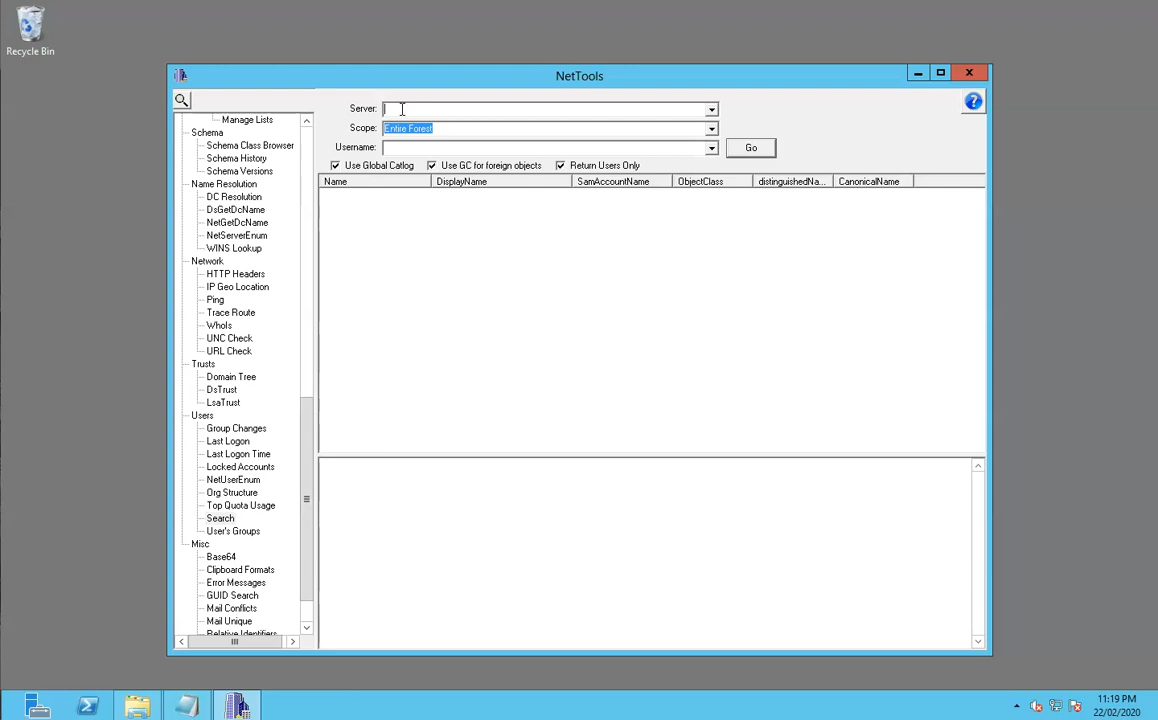 Recycle Bin
NetTools
Server:
Scope: Entire Forest
Username:
Go
Use Global Catlog Use GC for foreign objects Return Users Only
Name DisplayName SamAccountName ObjectClass distinguishedNa... CanonicalName
Manage Lists
Schema
Schema Class Browser
Schema History
Schema Versions
Name Resolution
DC Resolution
DsGetDcName
NetGetDcName
NetServerEnum
WINS Lookup
Network
HTTP Headers
IP Geo Location
Ping
Trace Route
WhoIs
UNC Check
URL Check
Trusts
Domain Tree
DsTrust
LsaTrust
Users
Group Changes
Last Logon
Last Logon Time
Locked Accounts
NetUserEnum
Org Structure
Top Quota Usage
Search
User's Groups
Misc
Base64
Clipboard Formats
Error Messages
GUID Search
Mail Conflicts
Mail Unique
Relative Identifiers
11:19 PM
22/02/2020